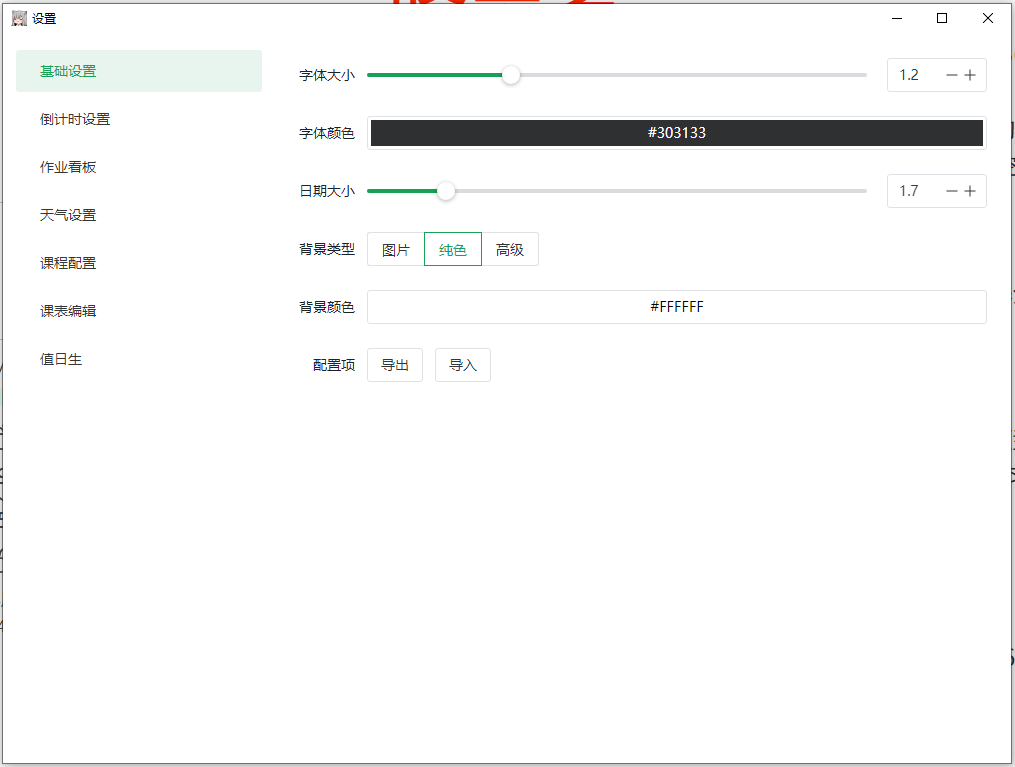 设置
基础设置
倒计时设置
作业看板
天气设置
课程配置
课表编辑
值日生
字体大小 1.2
字体颜色 #303133
日期大小 1.7
背景类型 图片 纯色 高级
背景颜色 #FFFFFF
配置项 导出 导入